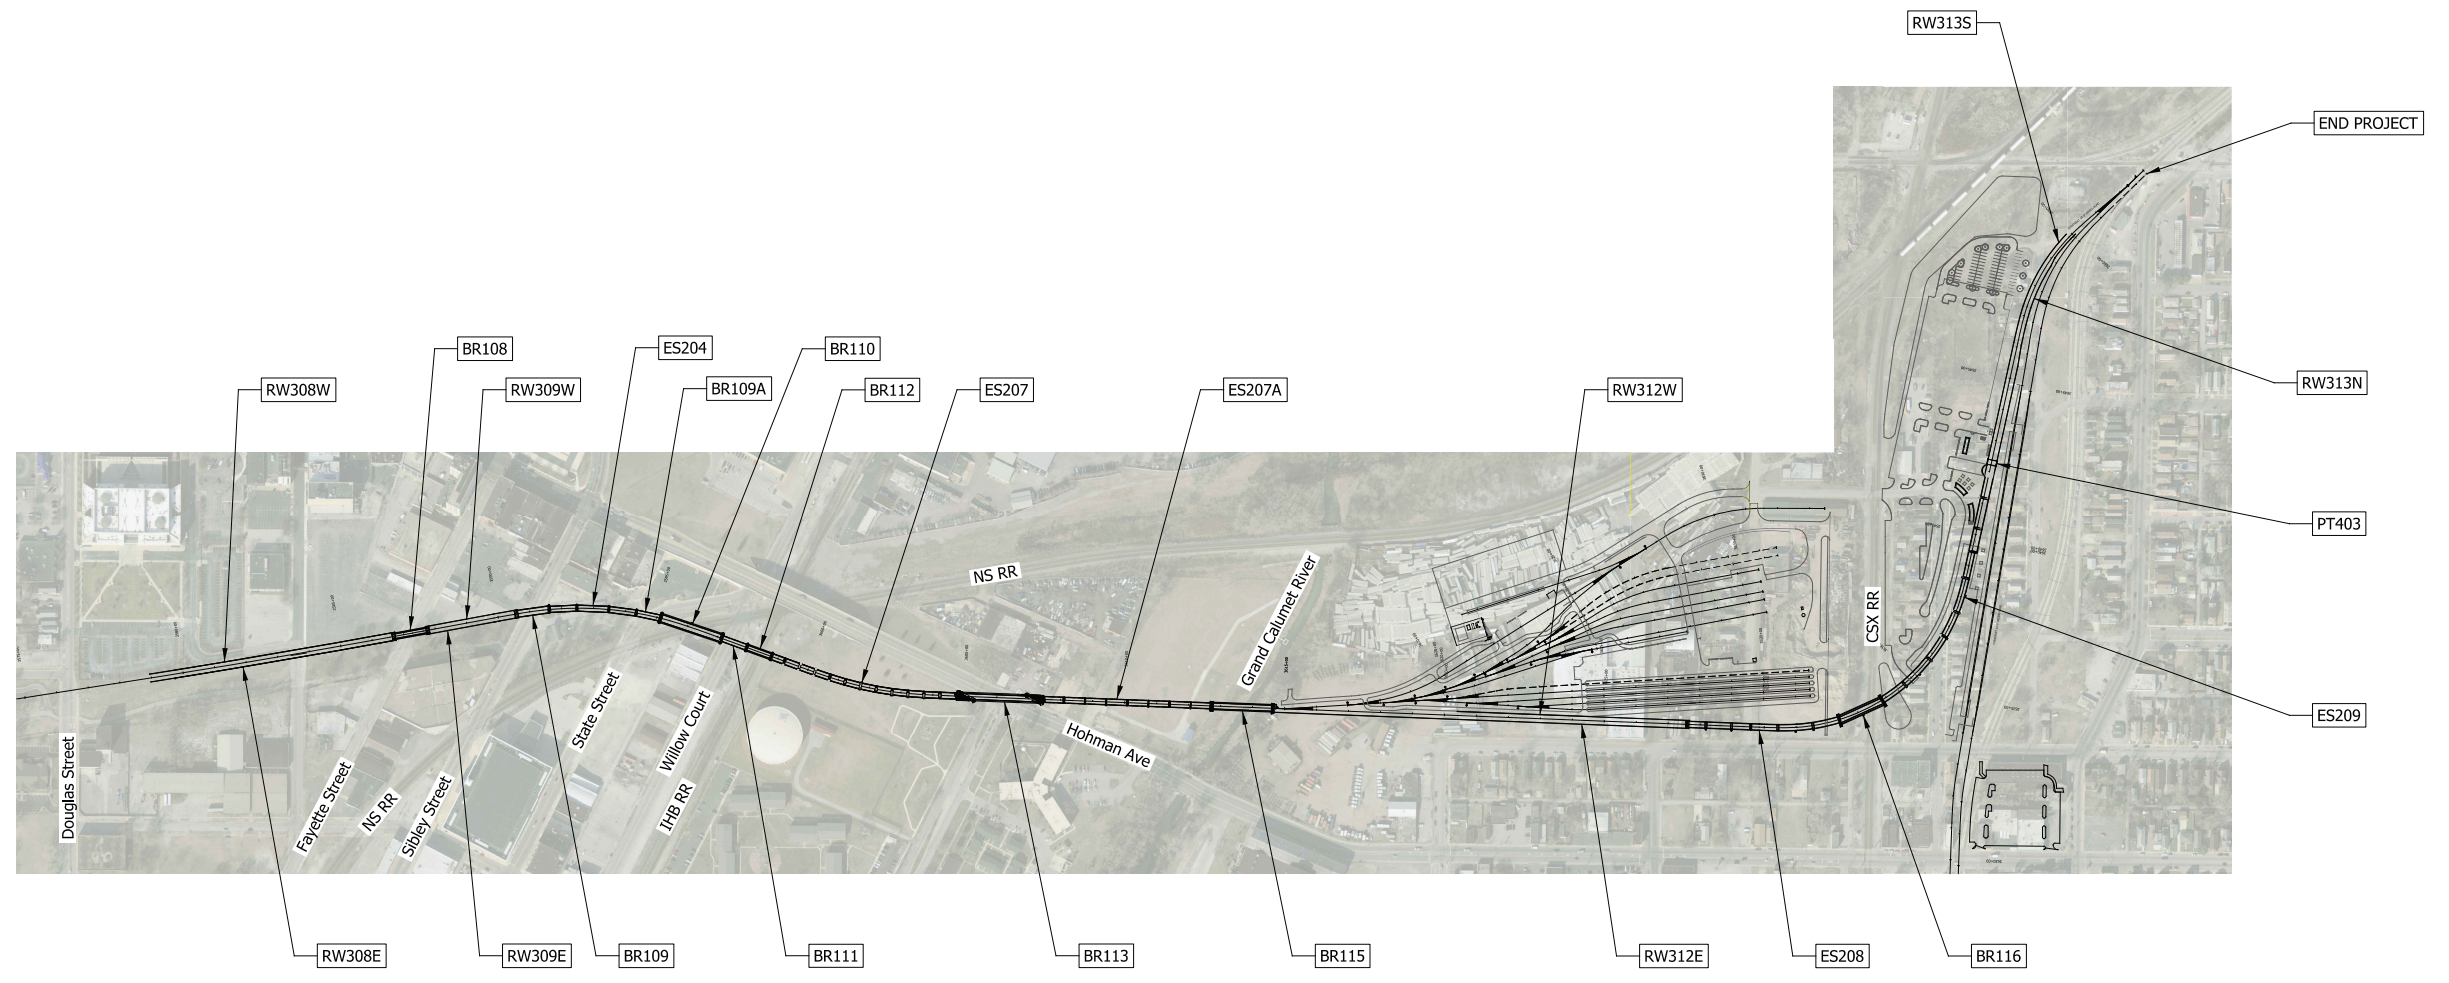 RW313S
END PROJECT
BR108
ES204
BR110
RW308W
RW309W
BR109A
BR112
ES207
ES207A
RW312W
RW313N
PT403
NS RR
Grand Calumet River
CSX RR
State Street
Willow Court
Hohman Ave
ES209
Douglas Street
Fayette Street
NS RR
Sibley Street
IHB RR
RW308E
RW309E
BR109
BR111
BR113
BR115
RW312E
ES208
BR116